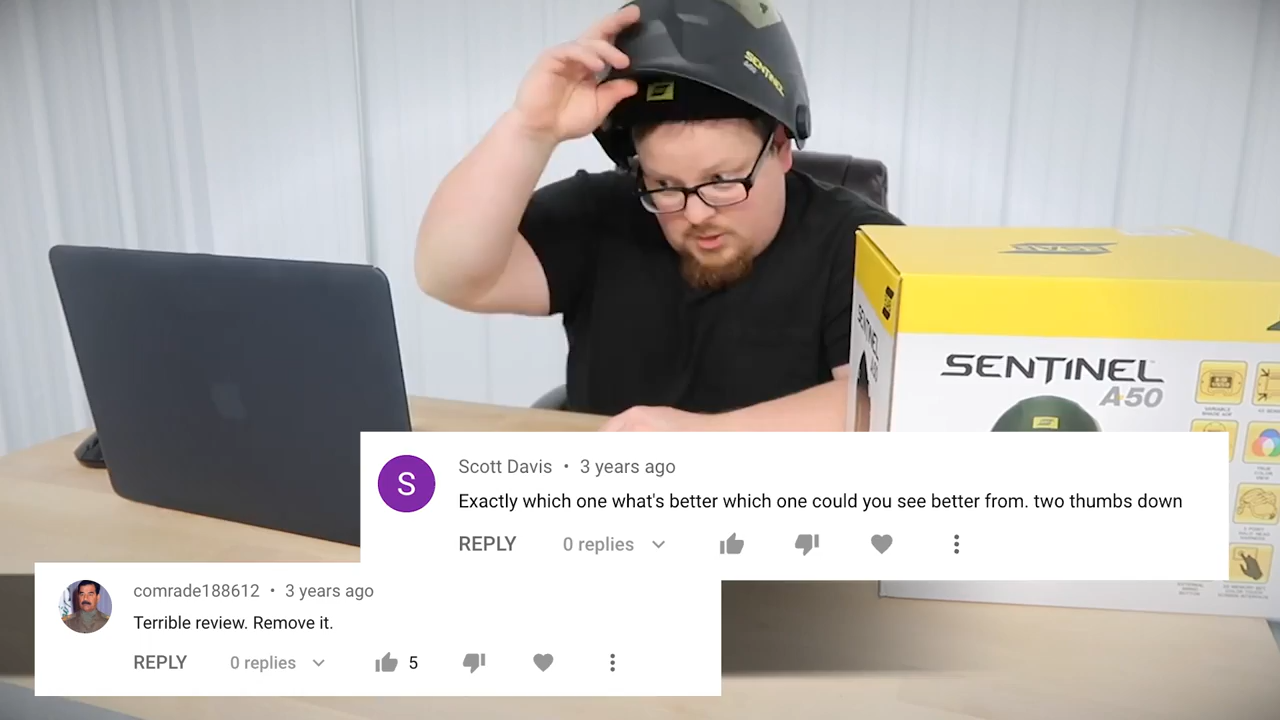 SENTINEL
A50
SENTINEL
A50
Scott Davis • 3 years ago
Exactly which one what's better which one could you see better from. two thumbs down
REPLY 0 replies
comrade188612 • 3 years ago
Terrible review. Remove it.
REPLY 0 replies 5